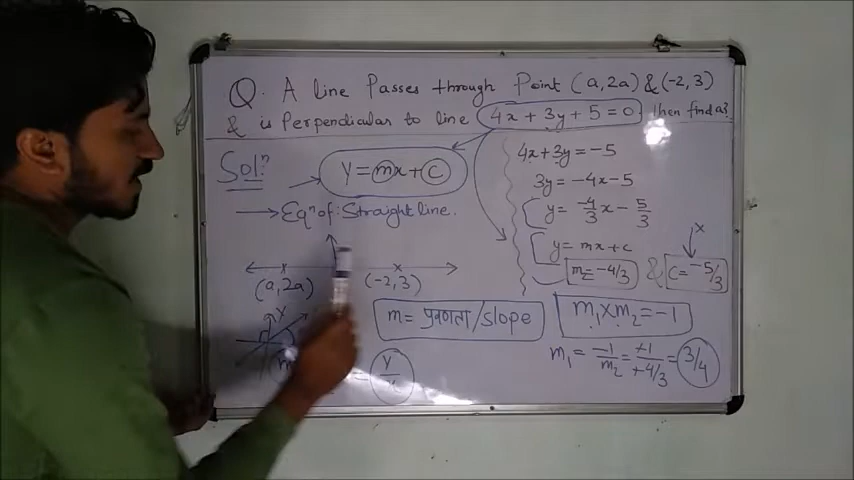 Q. A line Passes through Point (a, 2a) & (-2, 3)
& is Perpendicular to line 4x + 3y + 5 = 0 then find a?
Solⁿ
Y = mx + c
→ Eqⁿ of Straight line.
(a, 2a) (-2, 3)
m = प्रवणता / slope
4x + 3y = -5
3y = -4x - 5
y = -4/3 x - 5/3
y = mx + c
m₂ = -4/3 & c = -5/3
x
m₁ × m₂ = -1
m₁ = -1/m₂ = +1/+4/3 = 3/4